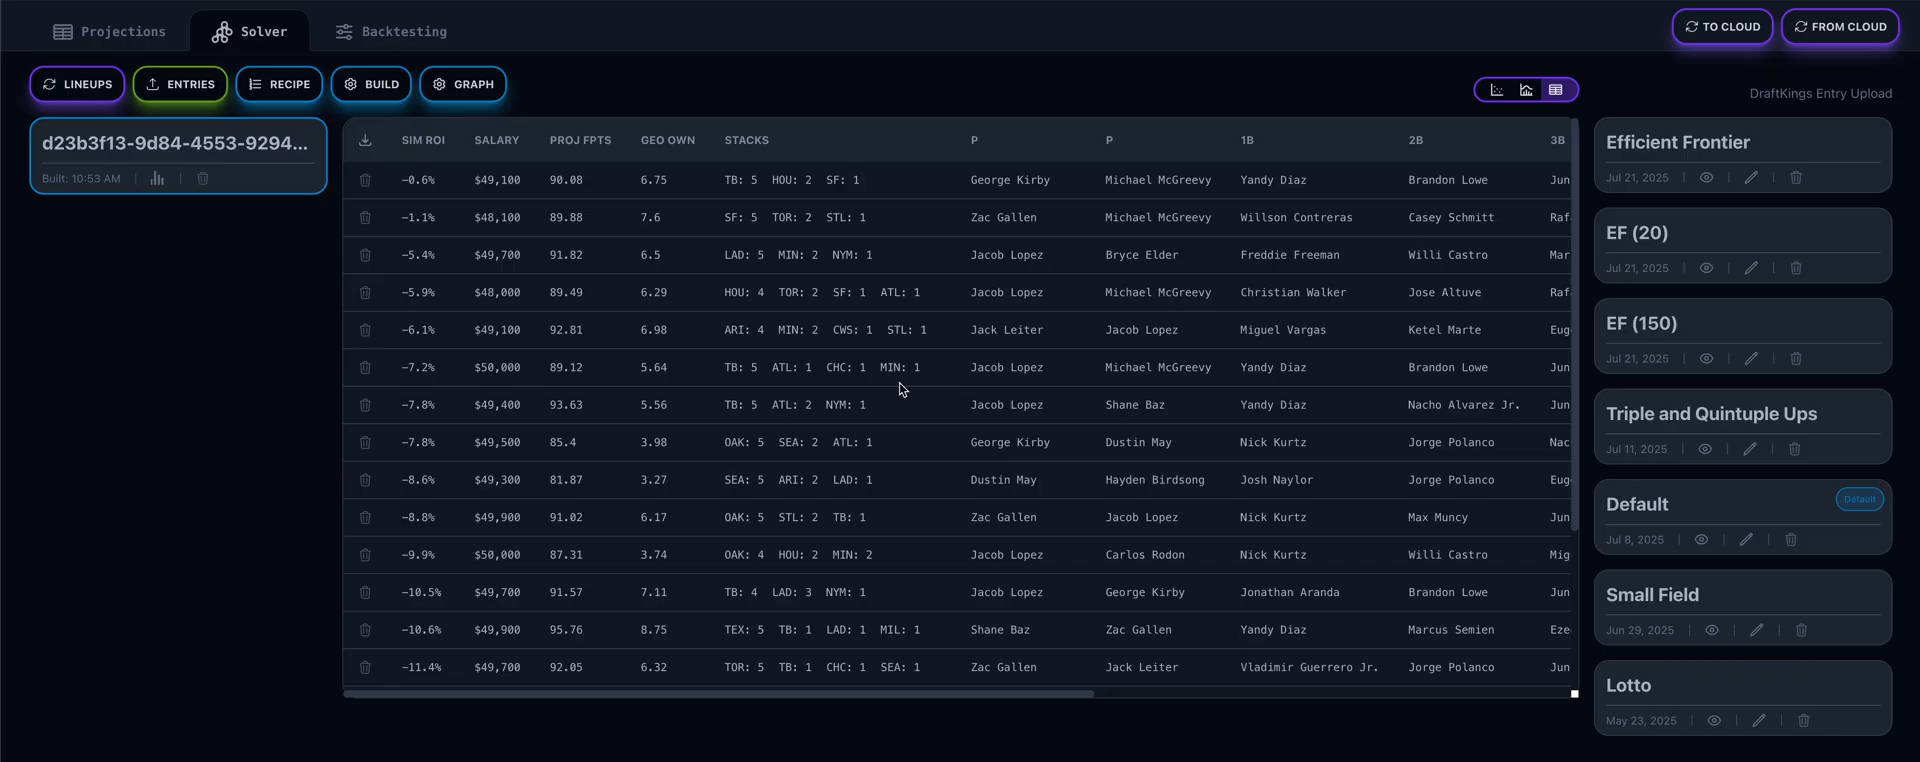 Projections Solver Backtesting TO CLOUD FROM CLOUD
LINEUPS ENTRIES RECIPE BUILD GRAPH
DraftKings Entry Upload
d23b3f13-9d84-4553-9294...
Built: 10:53 AM
SIM ROI SALARY PROJ FPTS GEO OWN STACKS P P 1B 2B 3B
-0.6% $49,100 90.08 6.75 TB: 5 HOU: 2 SF: 1 George Kirby Michael McGreevy Yandy Diaz Brandon Lowe Jun
-1.1% $48,100 89.88 7.6 SF: 5 TOR: 2 STL: 1 Zac Gallen Michael McGreevy Willson Contreras Casey Schmitt Raf
-5.4% $49,700 91.82 6.5 LAD: 5 MIN: 2 NYM: 1 Jacob Lopez Bryce Elder Freddie Freeman Willi Castro Mar
-5.9% $48,000 89.49 6.29 HOU: 4 TOR: 2 SF: 1 ATL: 1 Jacob Lopez Michael McGreevy Christian Walker Jose Altuve Raf
-6.1% $49,100 92.81 6.98 ARI: 4 MIN: 2 CWS: 1 STL: 1 Jack Leiter Jacob Lopez Miguel Vargas Ketel Marte Eug
-7.2% $50,000 89.12 5.64 TB: 5 ATL: 1 CHC: 1 MIN: 1 Jacob Lopez Michael McGreevy Yandy Diaz Brandon Lowe Jun
-7.8% $49,400 93.63 5.56 TB: 5 ATL: 2 NYM: 1 Jacob Lopez Shane Baz Yandy Diaz Nacho Alvarez Jr. Jun
-7.8% $49,500 85.4 3.98 OAK: 5 SEA: 2 ATL: 1 George Kirby Dustin May Nick Kurtz Jorge Polanco Nac
-8.6% $49,300 81.87 3.27 SEA: 5 ARI: 2 LAD: 1 Dustin May Hayden Birdsong Josh Naylor Jorge Polanco Eug
-8.8% $49,900 91.02 6.17 OAK: 5 STL: 2 TB: 1 Zac Gallen Jacob Lopez Nick Kurtz Max Muncy Jun
-9.9% $50,000 87.31 3.74 OAK: 4 HOU: 2 MIN: 2 Jacob Lopez Carlos Rodon Nick Kurtz Willi Castro Mig
-10.5% $49,700 91.57 7.11 TB: 4 LAD: 3 NYM: 1 Jacob Lopez George Kirby Jonathan Aranda Brandon Lowe Jun
-10.6% $49,900 95.76 8.75 TEX: 5 TB: 1 LAD: 1 MIL: 1 Shane Baz Zac Gallen Yandy Diaz Marcus Semien Eze
-11.4% $49,700 92.05 6.32 TOR: 5 TB: 1 CHC: 1 SEA: 1 Zac Gallen Jack Leiter Vladimir Guerrero Jr. Jorge Polanco Jun
Efficient Frontier
Jul 21, 2025
EF (20)
Jul 21, 2025
EF (150)
Jul 21, 2025
Triple and Quintuple Ups
Jul 11, 2025
Default Default
Jul 8, 2025
Small Field
Jun 29, 2025
Lotto
May 23, 2025